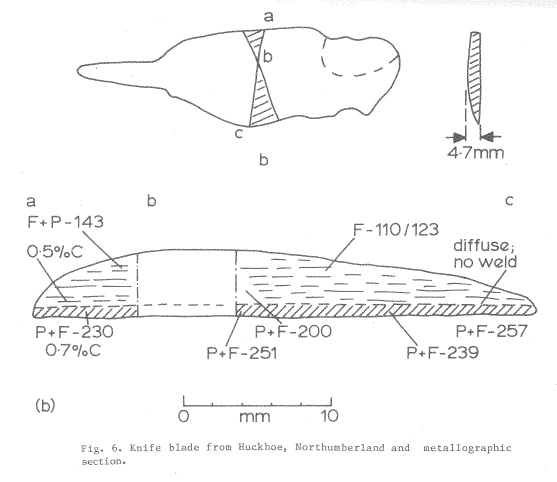 a
b
c
4·7mm
b
a b c
F+P-143
0.5%C
F-110/123
diffuse;
no weld
P+F-230
0.7%C
P+F-251
P+F-200
P+F-239
P+F-257
(b)
0 mm 10
Fig. 6. Knife blade from Huckhoe, Northumberland and metallographic
section.